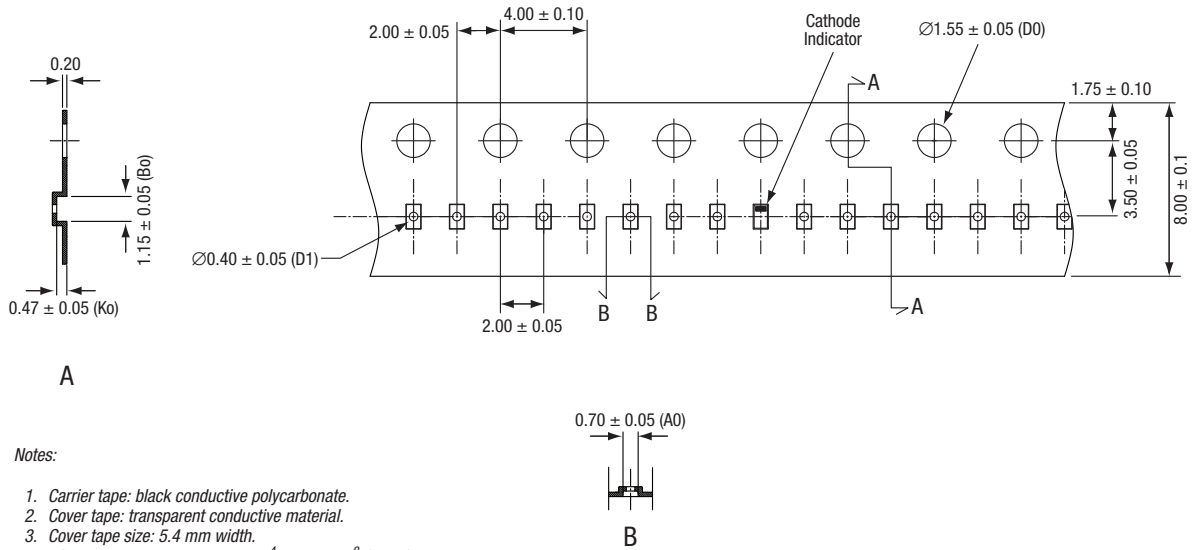 4.00 ± 0.10
2.00 ± 0.05
Cathode
Indicator
∅1.55 ± 0.05 (D0)
0.20
A
1.75 ± 0.10
1.15 ± 0.05 (Bo)
3.50 ± 0.05
8.00 ± 0.1
∅0.40 ± 0.05 (D1)
0.47 ± 0.05 (Ko)
B
B
A
2.00 ± 0.05
A
0.70 ± 0.05 (A0)
B
Notes:
1. Carrier tape: black conductive polycarbonate.
2. Cover tape: transparent conductive material.
3. Cover tape size: 5.4 mm width.